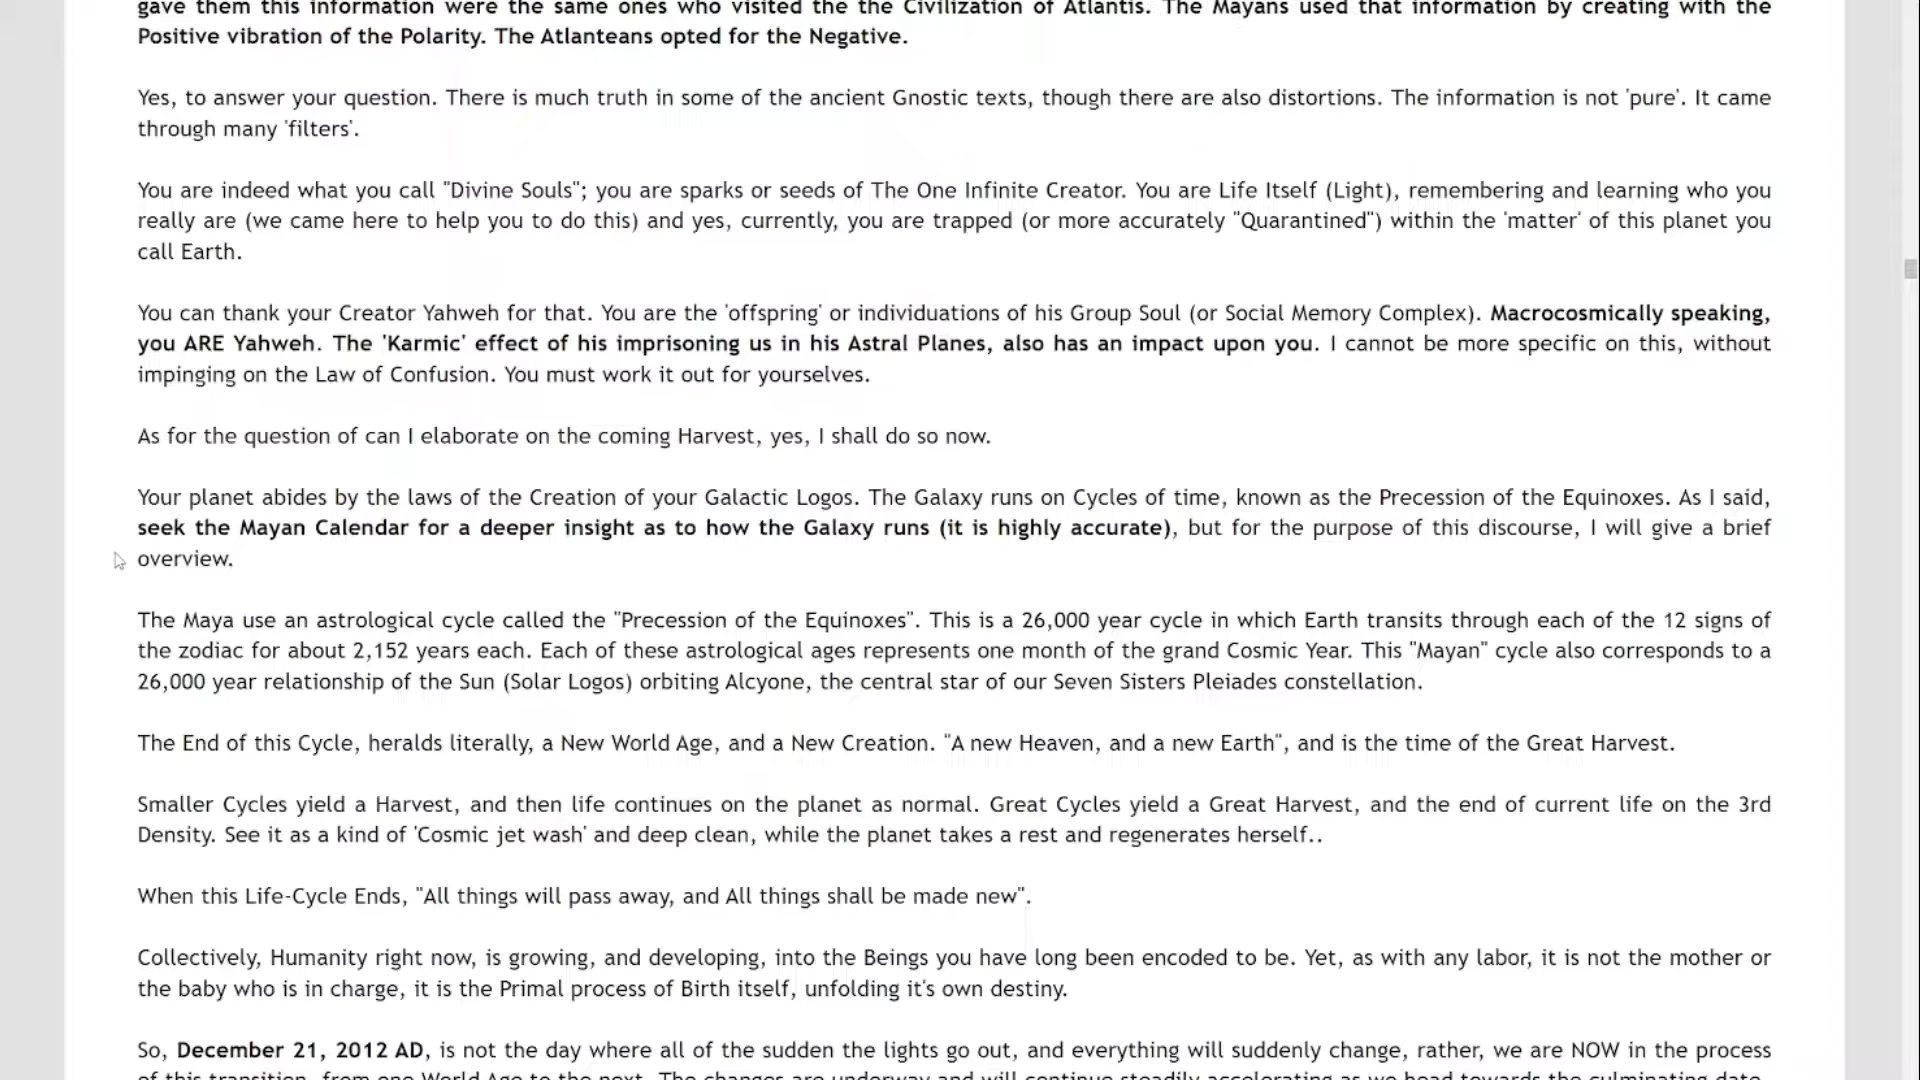 gave them this information were the same ones who visited the the Civilization of Atlantis. The Mayans used that information by creating with the
Positive vibration of the Polarity. The Atlanteans opted for the Negative.
Yes, to answer your question. There is much truth in some of the ancient Gnostic texts, though there are also distortions. The information is not 'pure'. It came
through many 'filters'.
You are indeed what you call "Divine Souls"; you are sparks or seeds of The One Infinite Creator. You are Life Itself (Light), remembering and learning who you
really are (we came here to help you to do this) and yes, currently, you are trapped (or more accurately "Quarantined") within the 'matter' of this planet you
call Earth.
You can thank your Creator Yahweh for that. You are the 'offspring' or individuations of his Group Soul (or Social Memory Complex). Macrocosmically speaking,
you ARE Yahweh. The 'Karmic' effect of his imprisoning us in his Astral Planes, also has an impact upon you. I cannot be more specific on this, without
impinging on the Law of Confusion. You must work it out for yourselves.
As for the question of can I elaborate on the coming Harvest, yes, I shall do so now.
Your planet abides by the laws of the Creation of your Galactic Logos. The Galaxy runs on Cycles of time, known as the Precession of the Equinoxes. As I said,
seek the Mayan Calendar for a deeper insight as to how the Galaxy runs (it is highly accurate), but for the purpose of this discourse, I will give a brief
overview.
The Maya use an astrological cycle called the "Precession of the Equinoxes". This is a 26,000 year cycle in which Earth transits through each of the 12 signs of
the zodiac for about 2,152 years each. Each of these astrological ages represents one month of the grand Cosmic Year. This "Mayan" cycle also corresponds to a
26,000 year relationship of the Sun (Solar Logos) orbiting Alcyone, the central star of our Seven Sisters Pleiades constellation.
The End of this Cycle, heralds literally, a New World Age, and a New Creation. "A new Heaven, and a new Earth", and is the time of the Great Harvest.
Smaller Cycles yield a Harvest, and then life continues on the planet as normal. Great Cycles yield a Great Harvest, and the end of current life on the 3rd
Density. See it as a kind of 'Cosmic jet wash' and deep clean, while the planet takes a rest and regenerates herself..
When this Life-Cycle Ends, "All things will pass away, and All things shall be made new".
Collectively, Humanity right now, is growing, and developing, into the Beings you have long been encoded to be. Yet, as with any labor, it is not the mother or
the baby who is in charge, it is the Primal process of Birth itself, unfolding it's own destiny.
So, December 21, 2012 AD, is not the day where all of the sudden the lights go out, and everything will suddenly change, rather, we are NOW in the process
of this transition, from one World Age to the next. The changes are underway and will continue steadily accelerating as we head towards the culminating date.